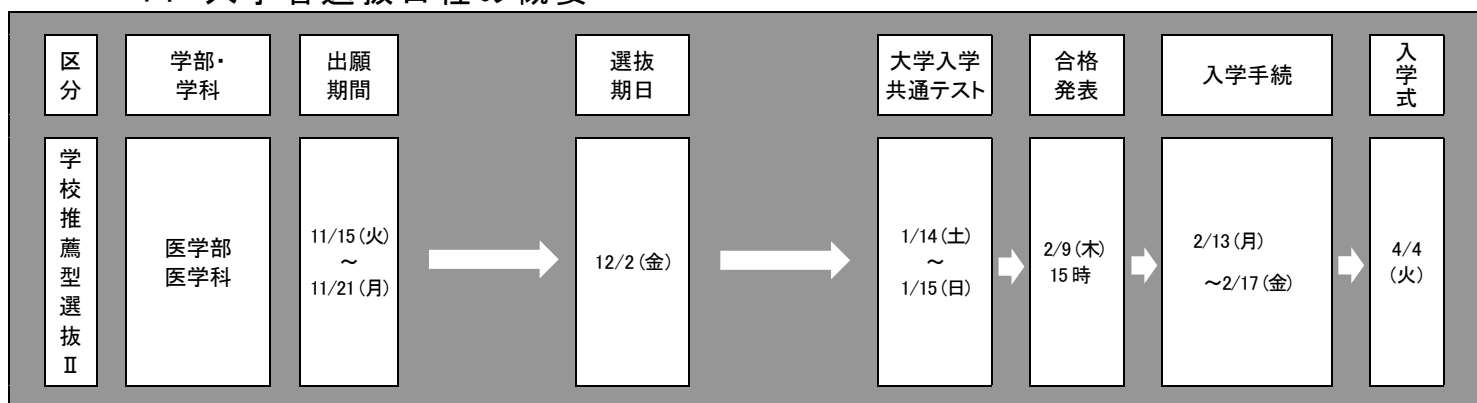 入学者選抜日程の概要
区分
学部・
学科
出願
期間
選抜
期日
大学入学
共通テスト
合格
発表
入学手続
入学式
学校推薦型選抜Ⅱ
医学部
医学科
11/15(火)
～
11/21(月)
12/2(金)
1/14(土)
～
1/15(日)
2/9(木)
15時
2/13(月)
～2/17(金)
4/4
(火)